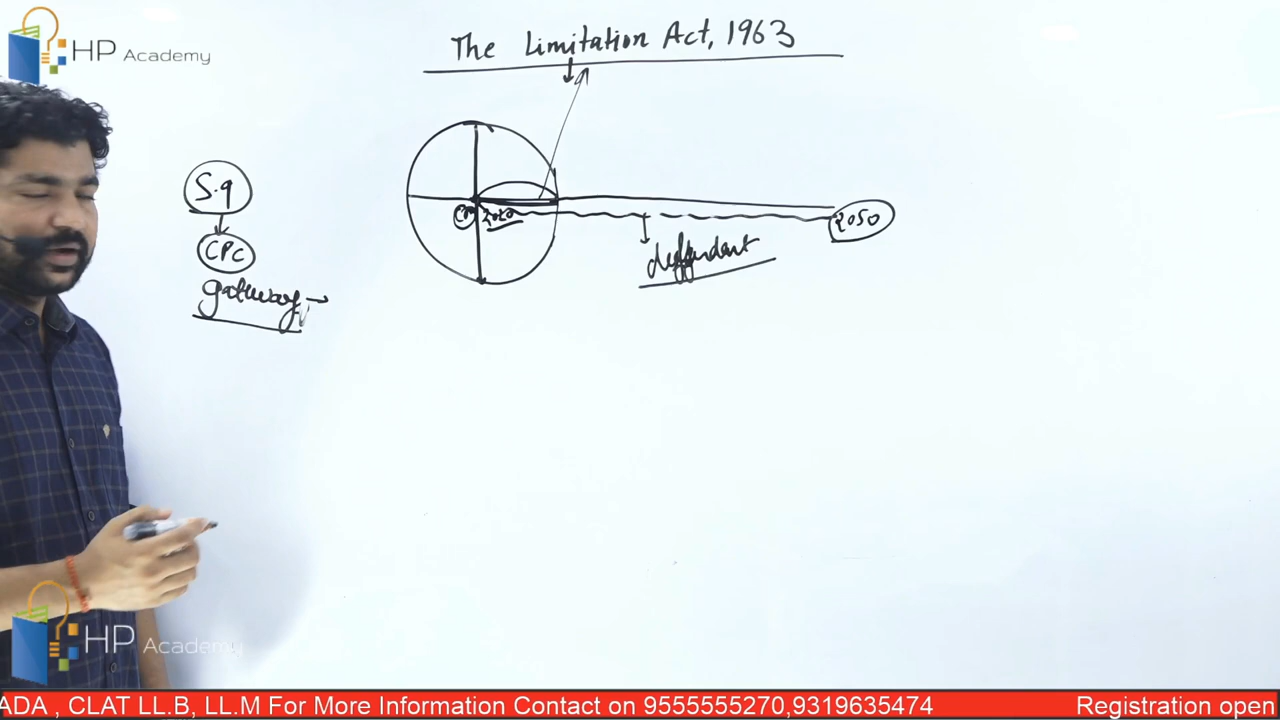 HP Academy
The Limitation Act, 1963
S.9
CPC
gateway
2020
2050
deffendant
HP Academy
ADA , CLAT LL.B, LL.M For More Information Contact on 9555555270,9319635474
Registration open